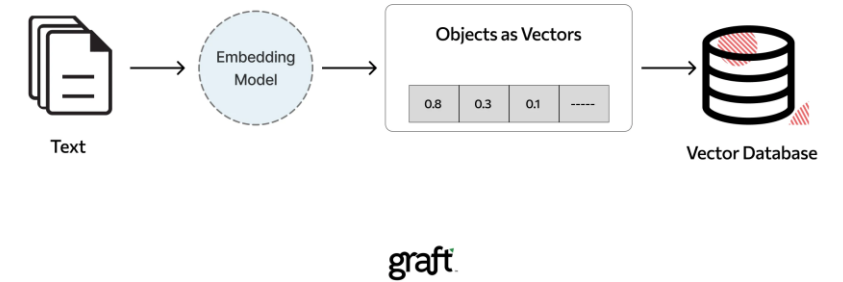 Text
Embedding
Model
Objects as Vectors
0.8 0.3 0.1 -----
Vector Database
graft